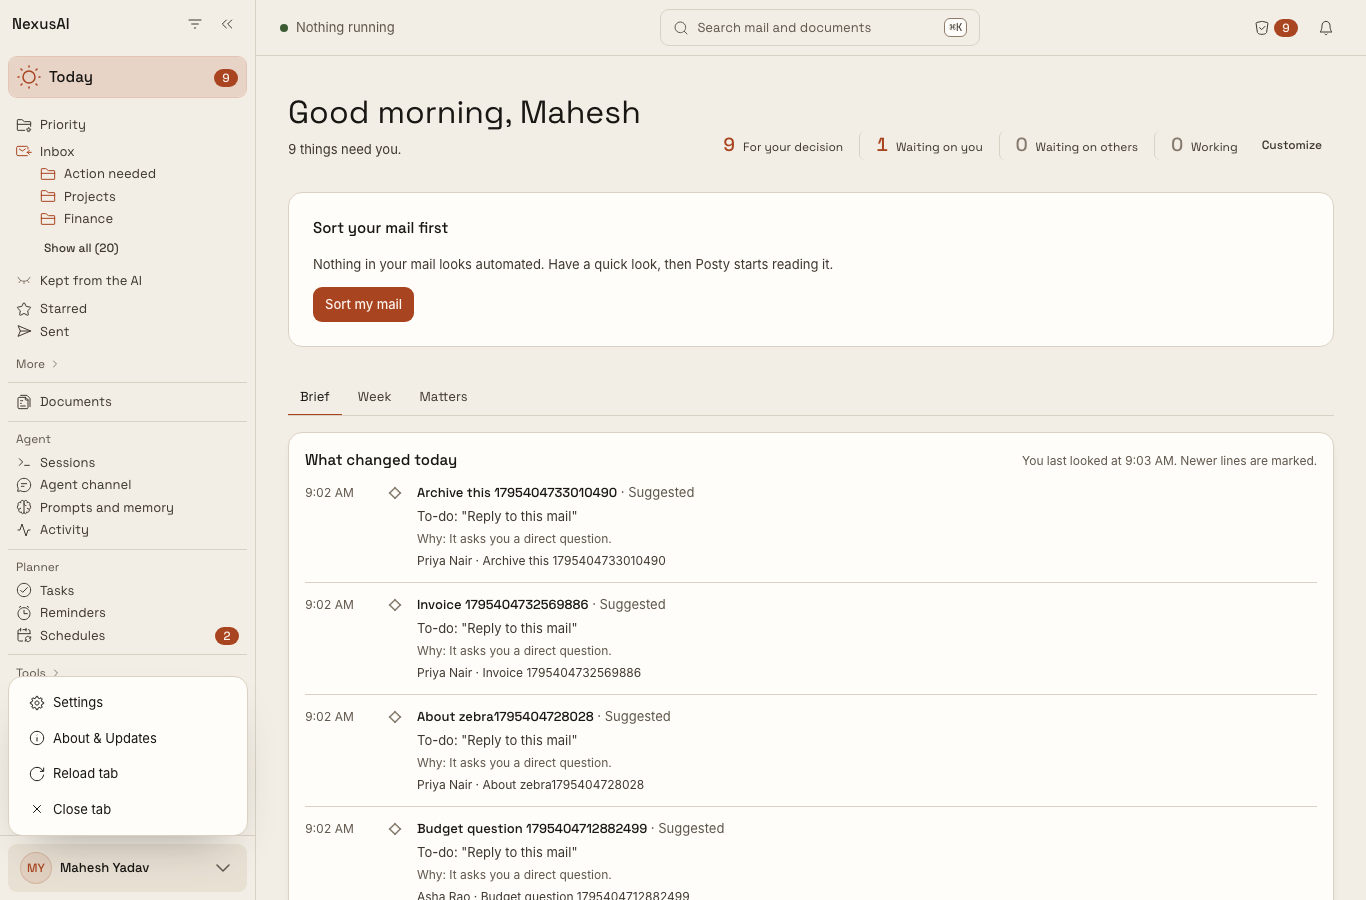 NexusAI
Today 9
Priority
Inbox
Action needed
Projects
Finance
Show all (20)
Kept from the AI
Starred
Sent
More
Documents
Agent
Sessions
Agent channel
Prompts and memory
Activity
Planner
Tasks
Reminders
Schedules 2
Tools
Settings
About & Updates
Reload tab
Close tab
MY Mahesh Yadav
Nothing running
Search mail and documents ⌘K
9
Good morning, Mahesh
9 things need you.
9 For your decision
1 Waiting on you
0 Waiting on others
0 Working
Customize
Sort your mail first
Nothing in your mail looks automated. Have a quick look, then Posty starts reading it.
Sort my mail
Brief Week Matters
What changed today
You last looked at 9:03 AM. Newer lines are marked.
9:02 AM Archive this 1795404733010490 · Suggested
To-do: "Reply to this mail"
Why: It asks you a direct question.
Priya Nair · Archive this 1795404733010490
9:02 AM Invoice 1795404732569886 · Suggested
To-do: "Reply to this mail"
Why: It asks you a direct question.
Priya Nair · Invoice 1795404732569886
9:02 AM About zebra1795404728028 · Suggested
To-do: "Reply to this mail"
Why: It asks you a direct question.
Priya Nair · About zebra1795404728028
9:02 AM Budget question 1795404712882499 · Suggested
To-do: "Reply to this mail"
Why: It asks you a direct question.
Asha Rao · Budget question 1795404712882499